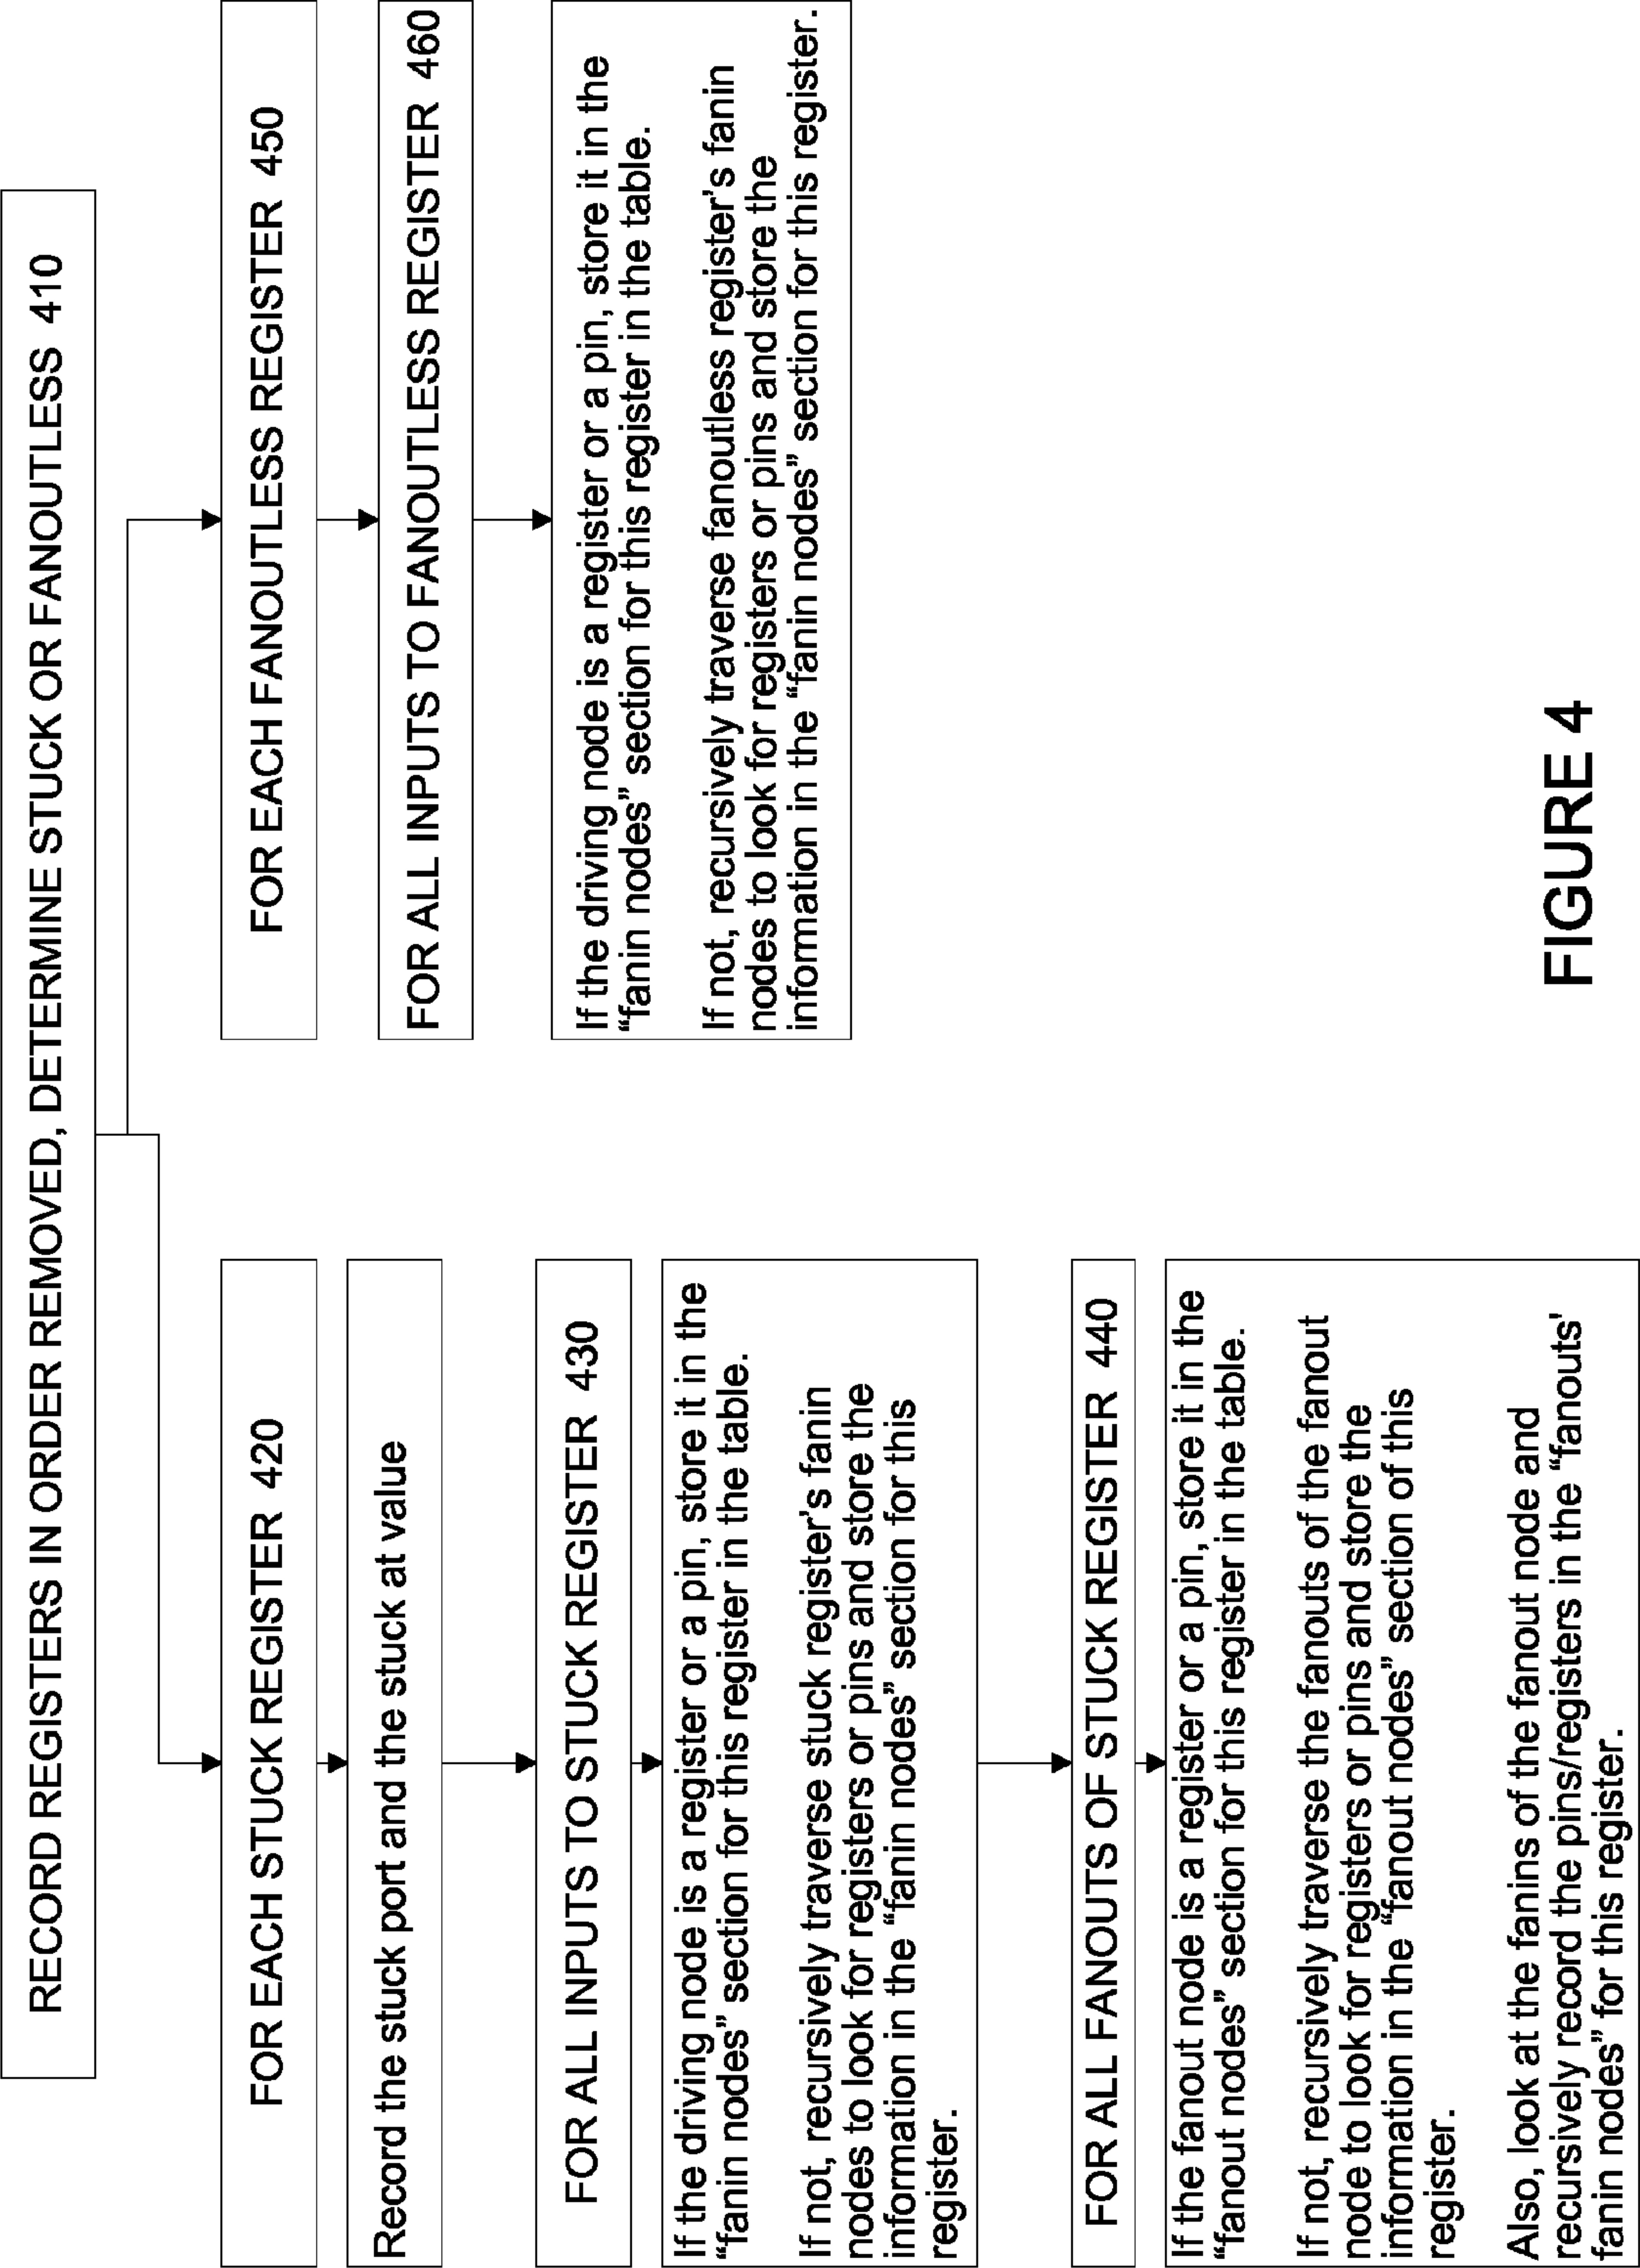 RECORD REGISTERS IN ORDER REMOVED, DETERMINE STUCK OR FANOUTLESS 410
FOR EACH STUCK REGISTER 420
Record the stuck port and the stuck at value
FOR ALL INPUTS TO STUCK REGISTER 430
If the driving node is a register or a pin, store it in the
“fanin nodes” section for this register in the table.
If not, recursively traverse stuck register's fanin
nodes to look for registers or pins and store the
information in the “fanin nodes” section for this
register.
FOR ALL FANOUTS OF STUCK REGISTER 440
If the fanout node is a register or a pin, store it in the
“fanout nodes” section for this register in the table.
If not, recursively traverse the fanouts of the fanout
node to look for registers or pins and store the
information in the “fanout nodes” section of this
register.
Also, look at the fanins of the fanout node and
recursively record the pins/registers in the “fanouts'
fanin nodes” for this register.
FOR EACH FANOUTLESS REGISTER 450
FOR ALL INPUTS TO FANOUTLESS REGISTER 460
If the driving node is a register or a pin, store it in the
“fanin nodes” section for this register in the table.
If not, recursively traverse fanoutless register's fanin
nodes to look for registers or pins and store the
information in the “fanin nodes” section for this register.
FIGURE 4